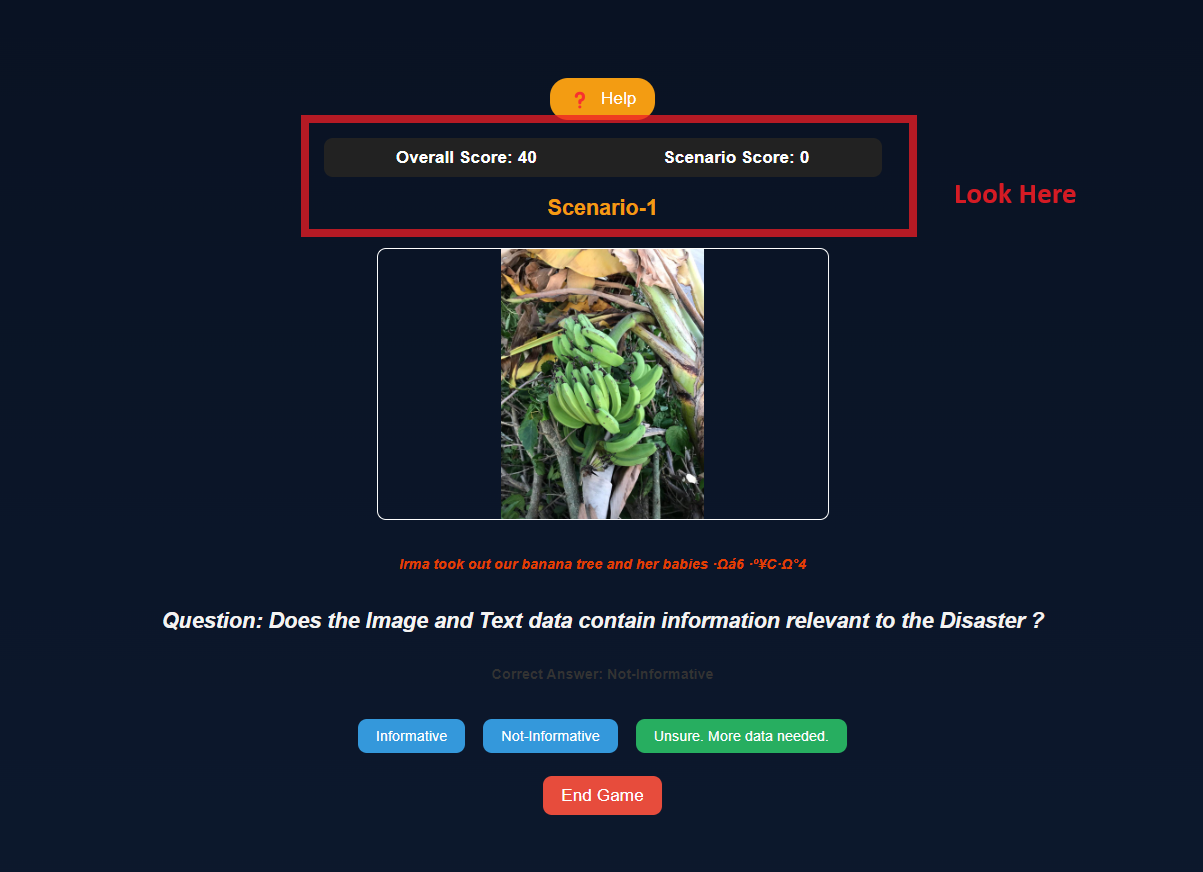 ❓ Help
Overall Score: 40 Scenario Score: 0
Look Here
Scenario-1
Irma took out our banana tree and her babies ·Ωá6 ·º¥C·Ω°4
Question: Does the Image and Text data contain information relevant to the Disaster ?
Correct Answer: Not-Informative
Informative Not-Informative Unsure. More data needed.
End Game